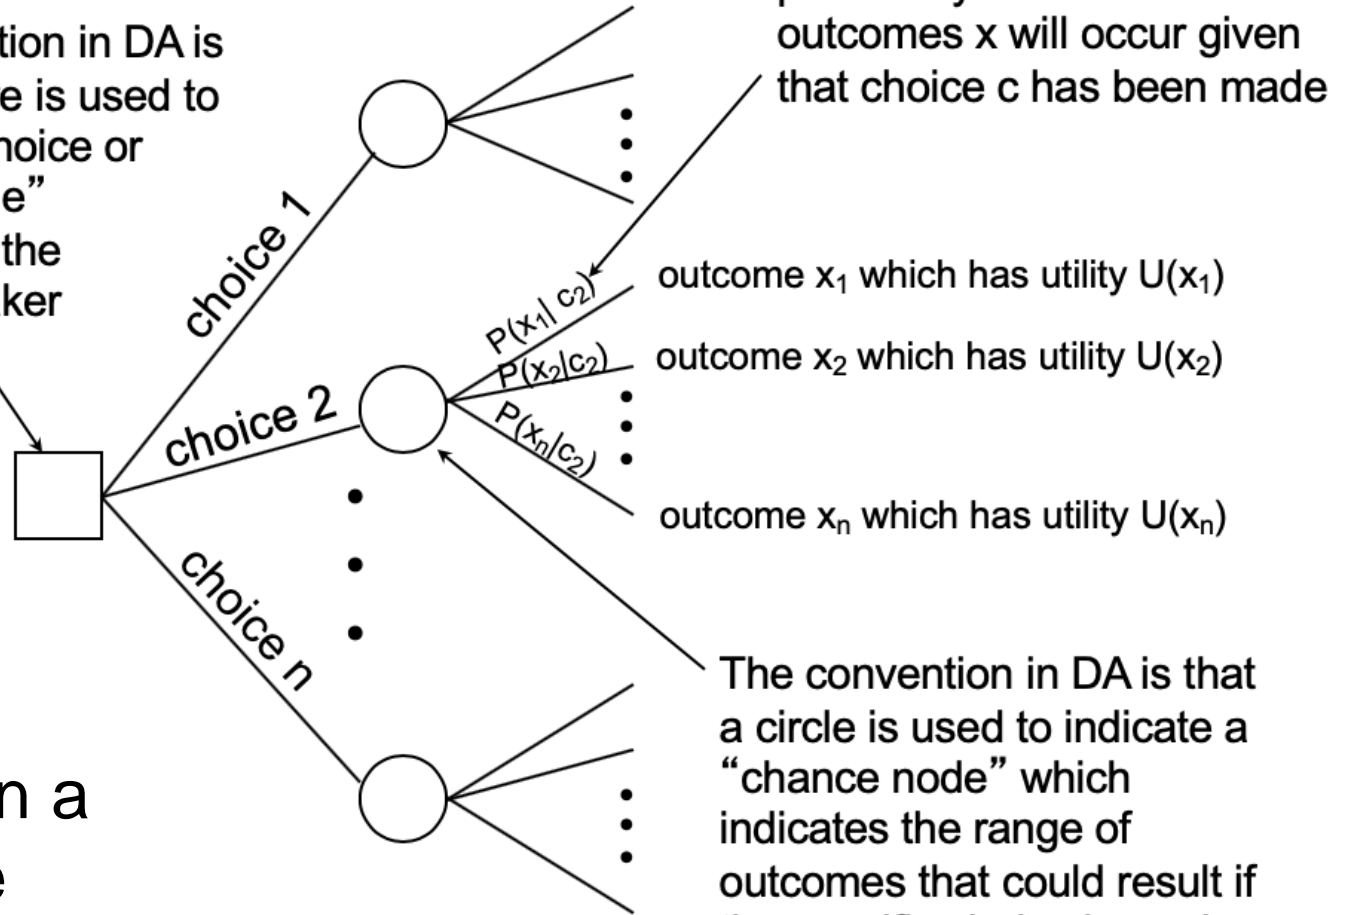 outcomes x will occur given
that choice c has been made
tion in DA is
e is used to
hoice or
e”
the
ker
choice 1
choice 2
choice n
P(x₁| c₂)
P(x₂|c₂)
P(xₙ|c₂)
outcome x₁ which has utility U(x₁)
outcome x₂ which has utility U(x₂)
outcome xₙ which has utility U(xₙ)
The convention in DA is that
a circle is used to indicate a
“chance node” which
indicates the range of
outcomes that could result if
n a
e